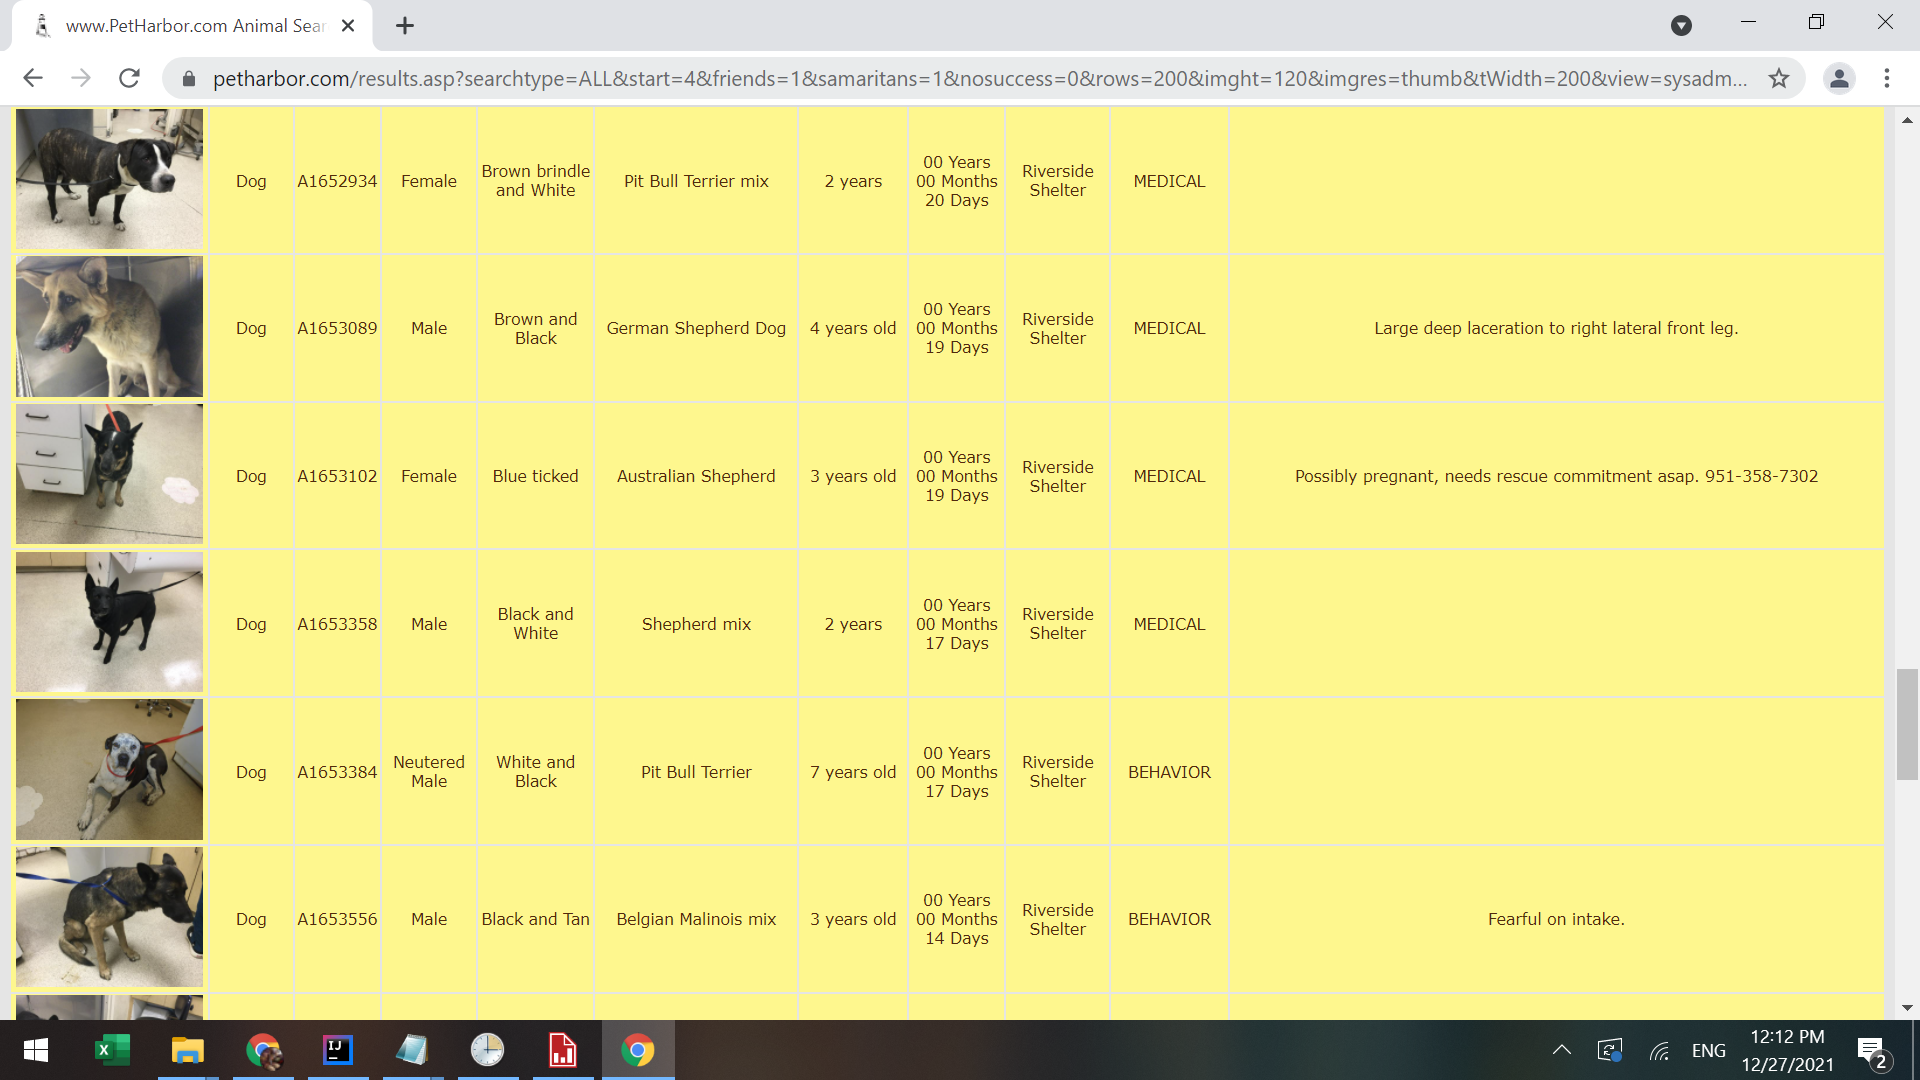 www.PetHarbor.com Animal Sear
petharbor.com/results.asp?searchtype=ALL&start=4&friends=1&samaritans=1&nosuccess=0&rows=200&imght=120&imgres=thumb&tWidth=200&view=sysadm...
Dog
A1652934
Female
Brown brindle
and White
Pit Bull Terrier mix
2 years
00 Years
00 Months
20 Days
Riverside
Shelter
MEDICAL
Dog
A1653089
Male
Brown and
Black
German Shepherd Dog
4 years old
00 Years
00 Months
19 Days
Riverside
Shelter
MEDICAL
Large deep laceration to right lateral front leg.
Dog
A1653102
Female
Blue ticked
Australian Shepherd
3 years old
00 Years
00 Months
19 Days
Riverside
Shelter
MEDICAL
Possibly pregnant, needs rescue commitment asap. 951-358-7302
Dog
A1653358
Male
Black and
White
Shepherd mix
2 years
00 Years
00 Months
17 Days
Riverside
Shelter
MEDICAL
Dog
A1653384
Neutered
Male
White and
Black
Pit Bull Terrier
7 years old
00 Years
00 Months
17 Days
Riverside
Shelter
BEHAVIOR
Dog
A1653556
Male
Black and Tan
Belgian Malinois mix
3 years old
00 Years
00 Months
14 Days
Riverside
Shelter
BEHAVIOR
Fearful on intake.
X
IJ
ENG
12:12 PM
12/27/2021
2